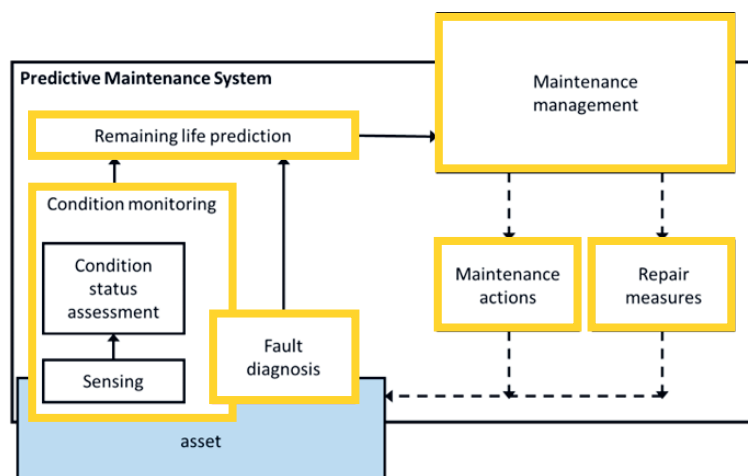 Predictive Maintenance System
Maintenance
management
Remaining life prediction
Condition monitoring
Condition
status
assessment
Sensing
Fault
diagnosis
Maintenance
actions
Repair
measures
asset